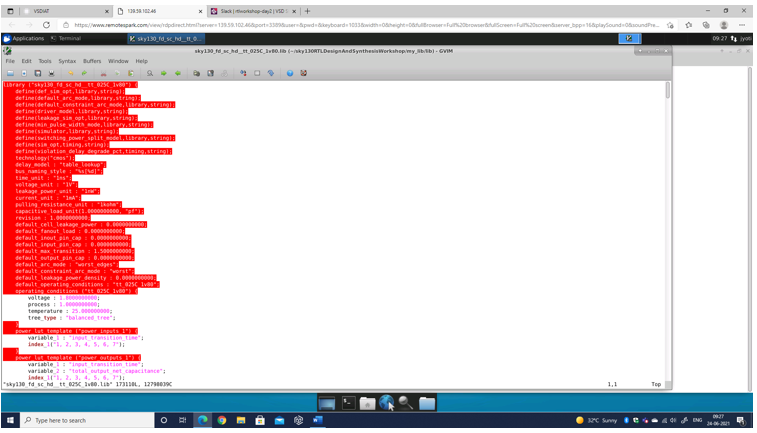 VSDIAT
139.59.102.46
Slack | rtlworkshop-day2 | VSD
https://www.remotespark.com/view/rdpdirect.html?server=139.59.102.46&port=3389&user=&pwd=&keyboard=1033&width=0&height=0&fullBrowser=Full%20browser&fullScreen=Full%20screen&server_bpp=16&playSound=0&soundPre...
Applications
Terminal
sky130_fd_sc_hd__tt_0...
09:27
jyoti
sky130_fd_sc_hd__tt_025C_1v80.lib (~/sky130RTLDesignAndSynthesisWorkshop/my_lib/lib) - GVIM
File Edit Tools Syntax Buffers Window Help
library ("sky130_fd_sc_hd__tt_025C_1v80") {
define(def_sim_opt,library,string);
define(default_arc_mode,library,string);
define(default_constraint_arc_mode,library,string);
define(driver_model,library,string);
define(leakage_sim_opt,library,string);
define(min_pulse_width_mode,library,string);
define(simulator,library,string);
define(switching_power_split_model,library,string);
define(sim_opt,timing,string);
define(violation_delay_degrade_pct,timing,string);
technology("cmos");
delay_model : "table_lookup";
bus_naming_style : "%s[%d]";
time_unit : "1ns";
voltage_unit : "1V";
leakage_power_unit : "1nW";
current_unit : "1mA";
pulling_resistance_unit : "1kohm";
capacitive_load_unit(1.0000000000, "pf");
revision : 1.0000000000;
default_cell_leakage_power : 0.0000000000;
default_fanout_load : 0.0000000000;
default_inout_pin_cap : 0.0000000000;
default_input_pin_cap : 0.0000000000;
default_max_transition : 1.5000000000;
default_output_pin_cap : 0.0000000000;
default_arc_mode : "worst_edges";
default_constraint_arc_mode : "worst";
default_leakage_power_density : 0.0000000000;
default_operating_conditions : "tt_025C_1v80";
operating_conditions ("tt_025C_1v80") {
voltage : 1.8000000000;
process : 1.0000000000;
temperature : 25.000000000;
tree_type : "balanced_tree";
}
power_lut_template ("power_inputs_1") {
variable_1 : "input_transition_time";
index_1("1, 2, 3, 4, 5, 6, 7");
}
power_lut_template ("power_outputs_1") {
variable_1 : "input_transition_time";
variable_2 : "total_output_net_capacitance";
index_1("1, 2, 3, 4, 5, 6, 7");
"sky130_fd_sc_hd__tt_025C_1v80.lib" 173110L, 12798039C
1,1
Top
Type here to search
32°C Sunny
ENG
09:27
24-06-2021